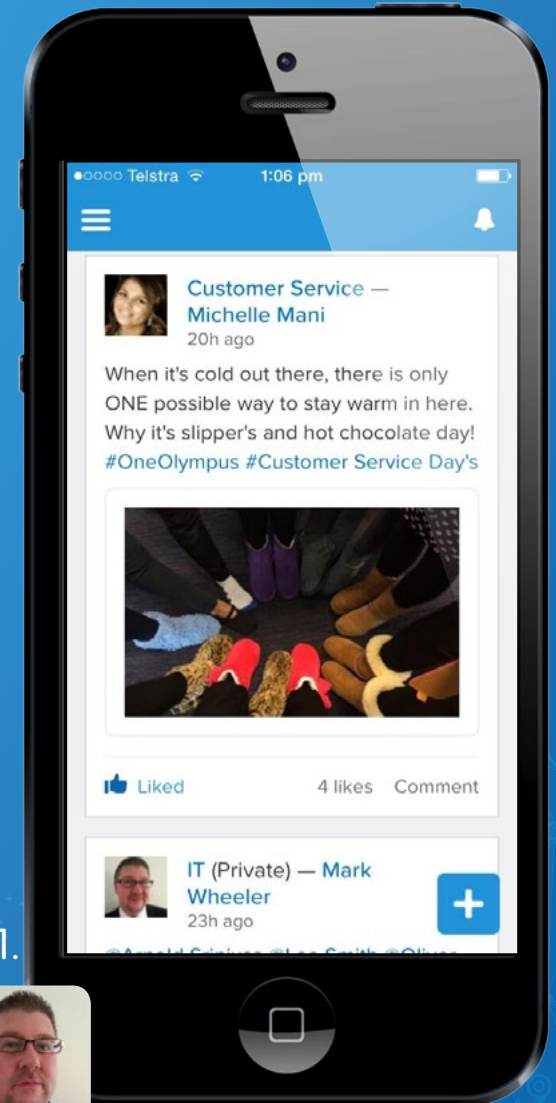 Telstra 1:06 pm
Customer Service —
Michelle Mani
20h ago
When it's cold out there, there is only
ONE possible way to stay warm in here.
Why it's slipper's and hot chocolate day!
#OneOlympus #Customer Service Day's
Liked 4 likes Comment
IT (Private) — Mark
Wheeler
23h ago
1.